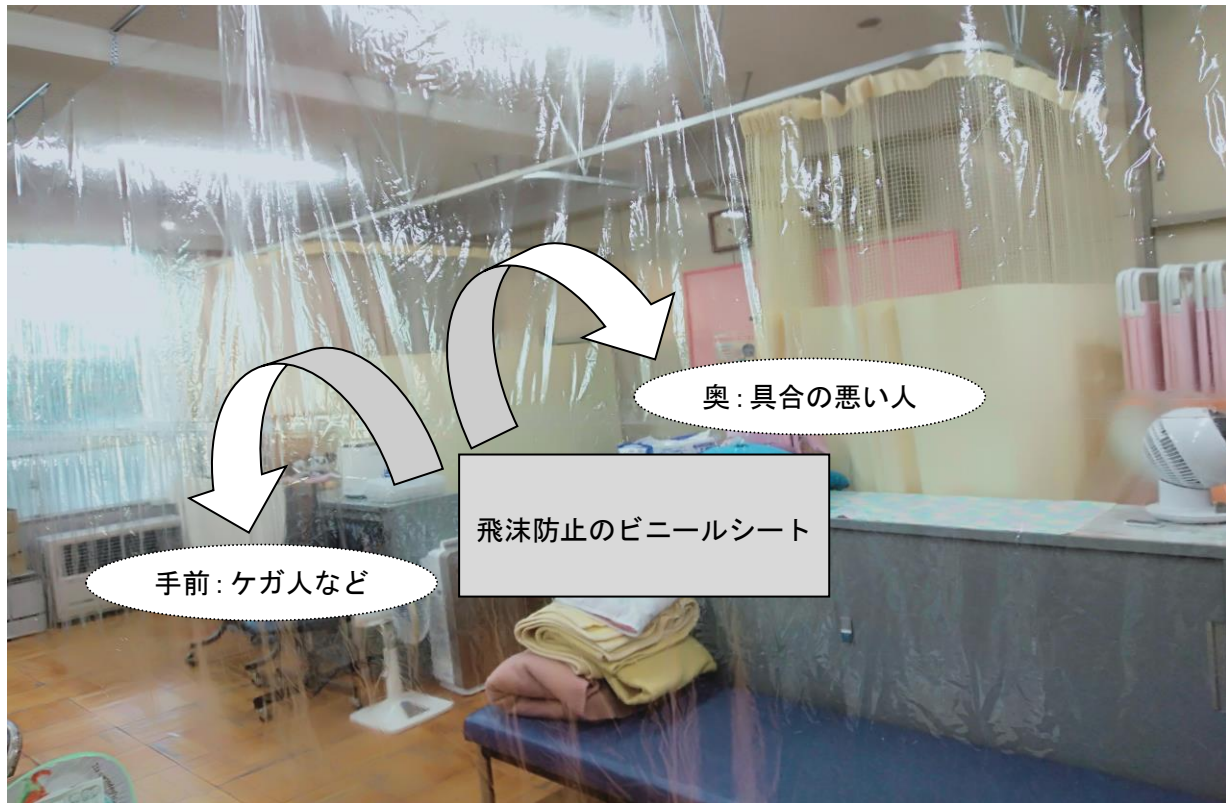 奥：具合の悪い人
飛沫防止のビニールシート
手前：ケガ人など